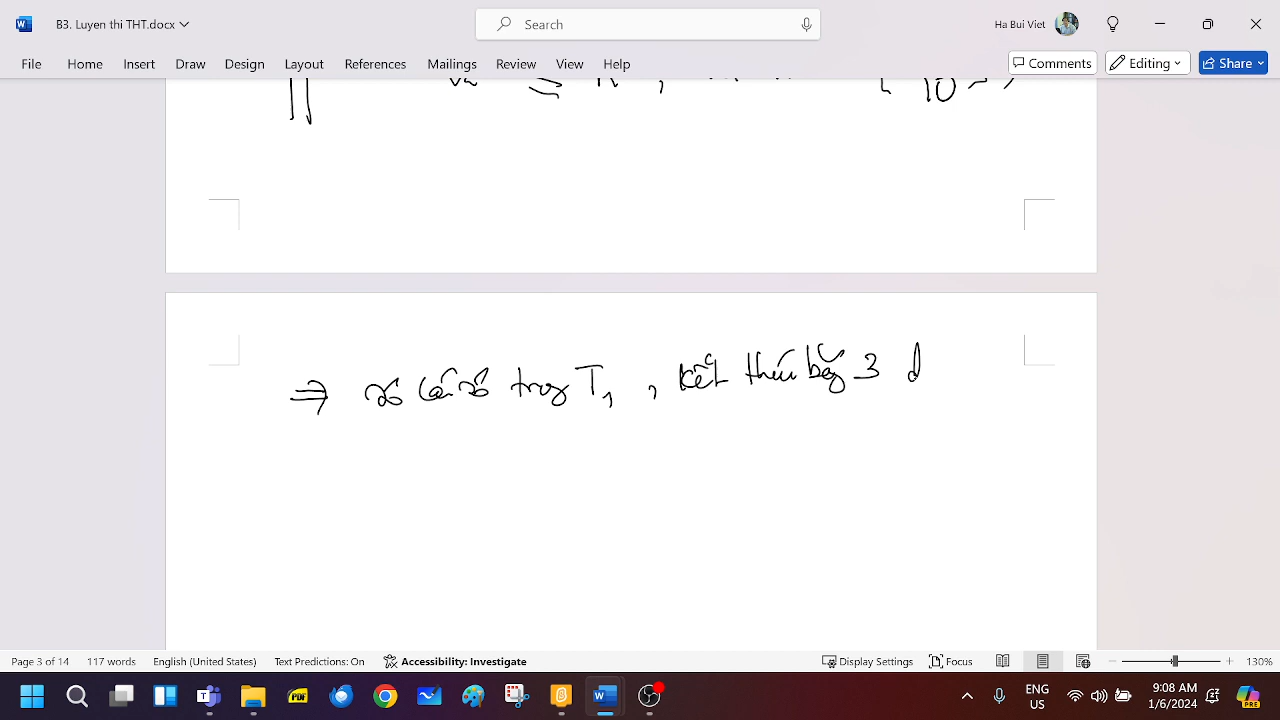 B3. Luyen thi THT.docx
Search
Ha Bui Viet
File Home Insert Draw Design Layout References Mailings Review View Help
Comments Editing Share
⇒ số các số trong T₁, kết thúc bằng 3 đ
Page 3 of 14 117 words English (United States) Text Predictions: On Accessibility: Investigate Display Settings Focus 130%
ENG
US
9:08 AM
1/6/2024
PDF
PRE